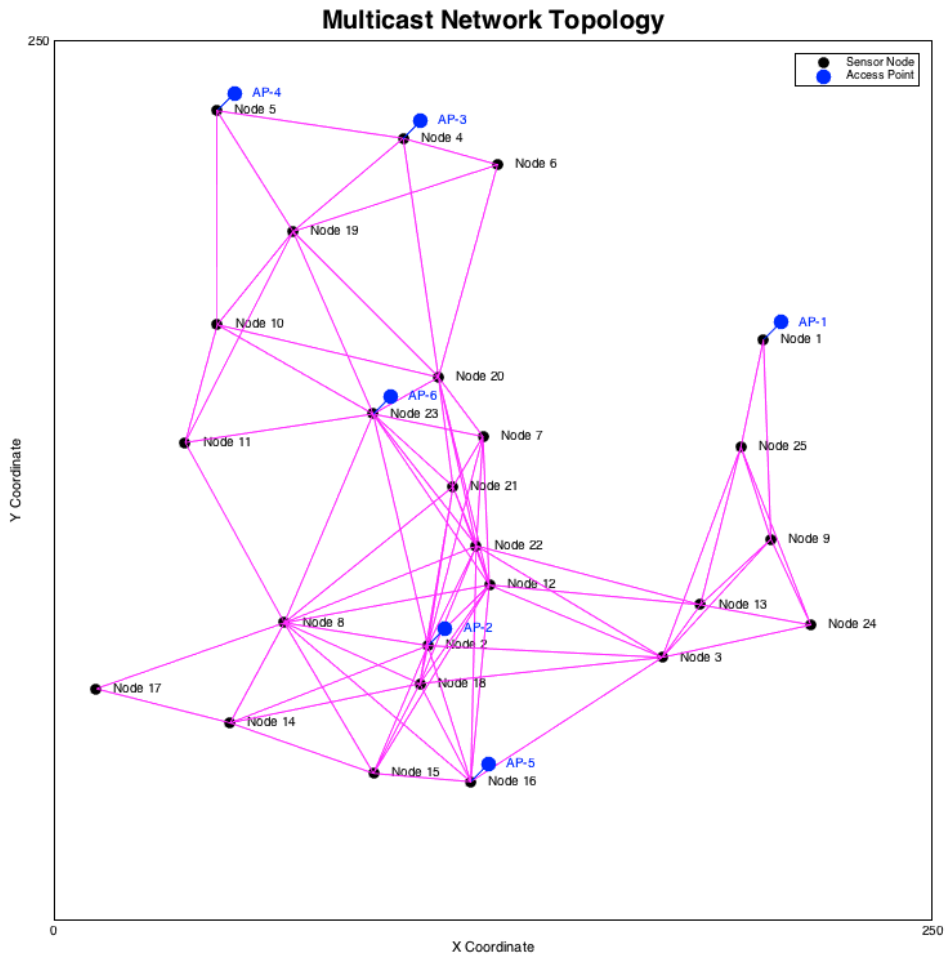 Multicast Network Topology
250
Sensor Node
Access Point
AP-4
Node 5
AP-3
Node 4
Node 6
Node 19
Node 10
AP-1
Node 1
Node 20
AP-6
Node 23
Node 7
Node 11
Node 25
Node 21
Y Coordinate
Node 22
Node 9
Node 12
Node 13
Node 8
AP-2
Node 24
Node 2
Node 3
Node 18
Node 17
Node 14
AP-5
Node 15
Node 16
0
250
X Coordinate